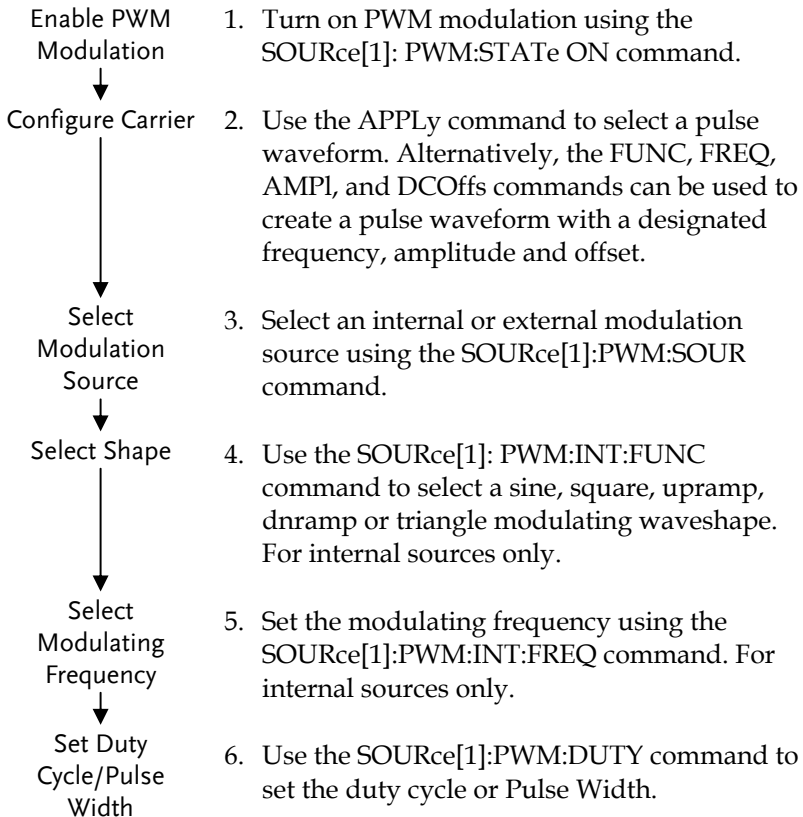 Enable PWM
Modulation
1. Turn on PWM modulation using the
SOURce[1]: PWM:STATe ON command.
Configure Carrier
2. Use the APPLy command to select a pulse
waveform. Alternatively, the FUNC, FREQ,
AMPl, and DCOffs commands can be used to
create a pulse waveform with a designated
frequency, amplitude and offset.
Select
Modulation
Source
3. Select an internal or external modulation
source using the SOURce[1]:PWM:SOUR
command.
Select Shape
4. Use the SOURce[1]: PWM:INT:FUNC
command to select a sine, square, upramp,
dnramp or triangle modulating waveshape.
For internal sources only.
Select
Modulating
Frequency
5. Set the modulating frequency using the
SOURce[1]:PWM:INT:FREQ command. For
internal sources only.
Set Duty
Cycle/Pulse
Width
6. Use the SOURce[1]:PWM:DUTY command to
set the duty cycle or Pulse Width.